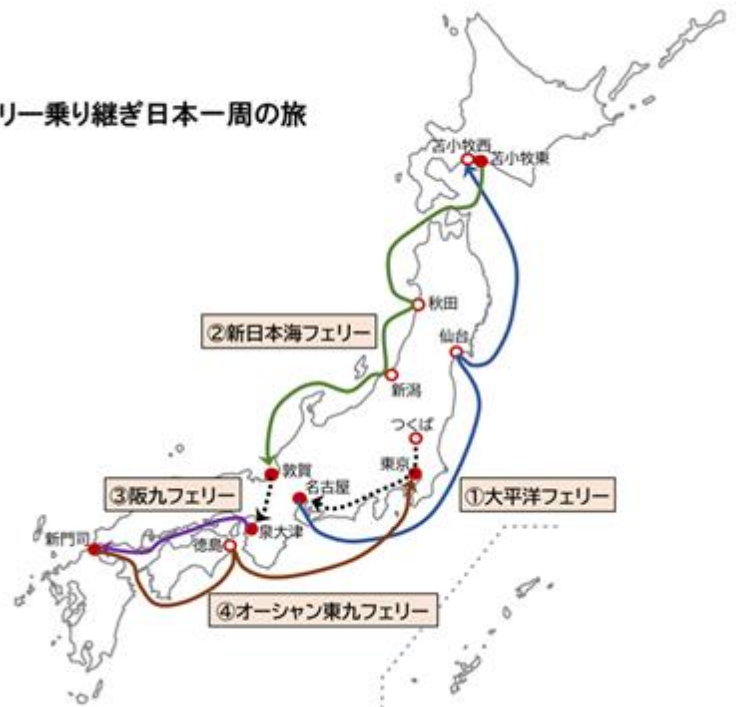 リー乗り継ぎ日本一周の旅
苫小牧西
苫小牧東
秋田
②新日本海フェリー
仙台
新潟
つくば
東京
敦賀
名古屋
③阪九フェリー
①大平洋フェリー
新門司
泉大津
徳島
④オーシャン東九フェリー